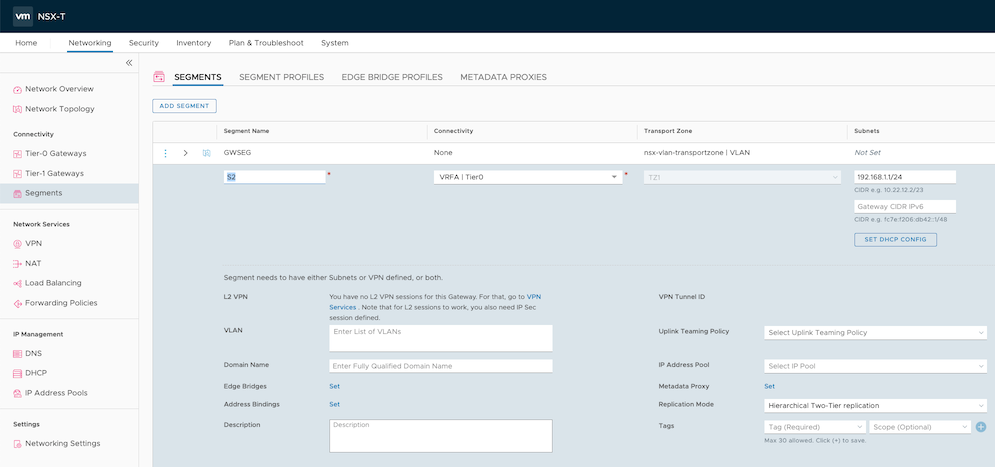 vm NSX-T
Home Networking Security Inventory Plan & Troubleshoot System
«
Network Overview
Network Topology
Connectivity
Tier-0 Gateways
Tier-1 Gateways
Segments
Network Services
VPN
NAT
Load Balancing
Forwarding Policies
IP Management
DNS
DHCP
IP Address Pools
Settings
Networking Settings
SEGMENTS SEGMENT PROFILES EDGE BRIDGE PROFILES METADATA PROXIES
ADD SEGMENT
Segment Name Connectivity Transport Zone Subnets
GWSEG None nsx-vlan-transportzone | VLAN Not Set
S2 * VRFA | Tier0 * TZ1 192.168.1.1/24
CIDR e.g. 10.22.12.2/23
Gateway CIDR IPv6
CIDR e.g. fc7e:f206:db42::1/48
SET DHCP CONFIG
Segment needs to have either Subnets or VPN defined, or both.
L2 VPN You have no L2 VPN sessions for this Gateway. For that, go to VPN
Services . Note that for L2 sessions to work, you also need IP Sec
session defined.
VPN Tunnel ID
VLAN Enter List of VLANs Uplink Teaming Policy Select Uplink Teaming Policy
Domain Name Enter Fully Qualified Domain Name IP Address Pool Select IP Pool
Edge Bridges Set Metadata Proxy Set
Address Bindings Set Replication Mode Hierarchical Two-Tier replication
Description Description Tags Tag (Required) Scope (Optional)
Max 30 allowed. Click (+) to save.